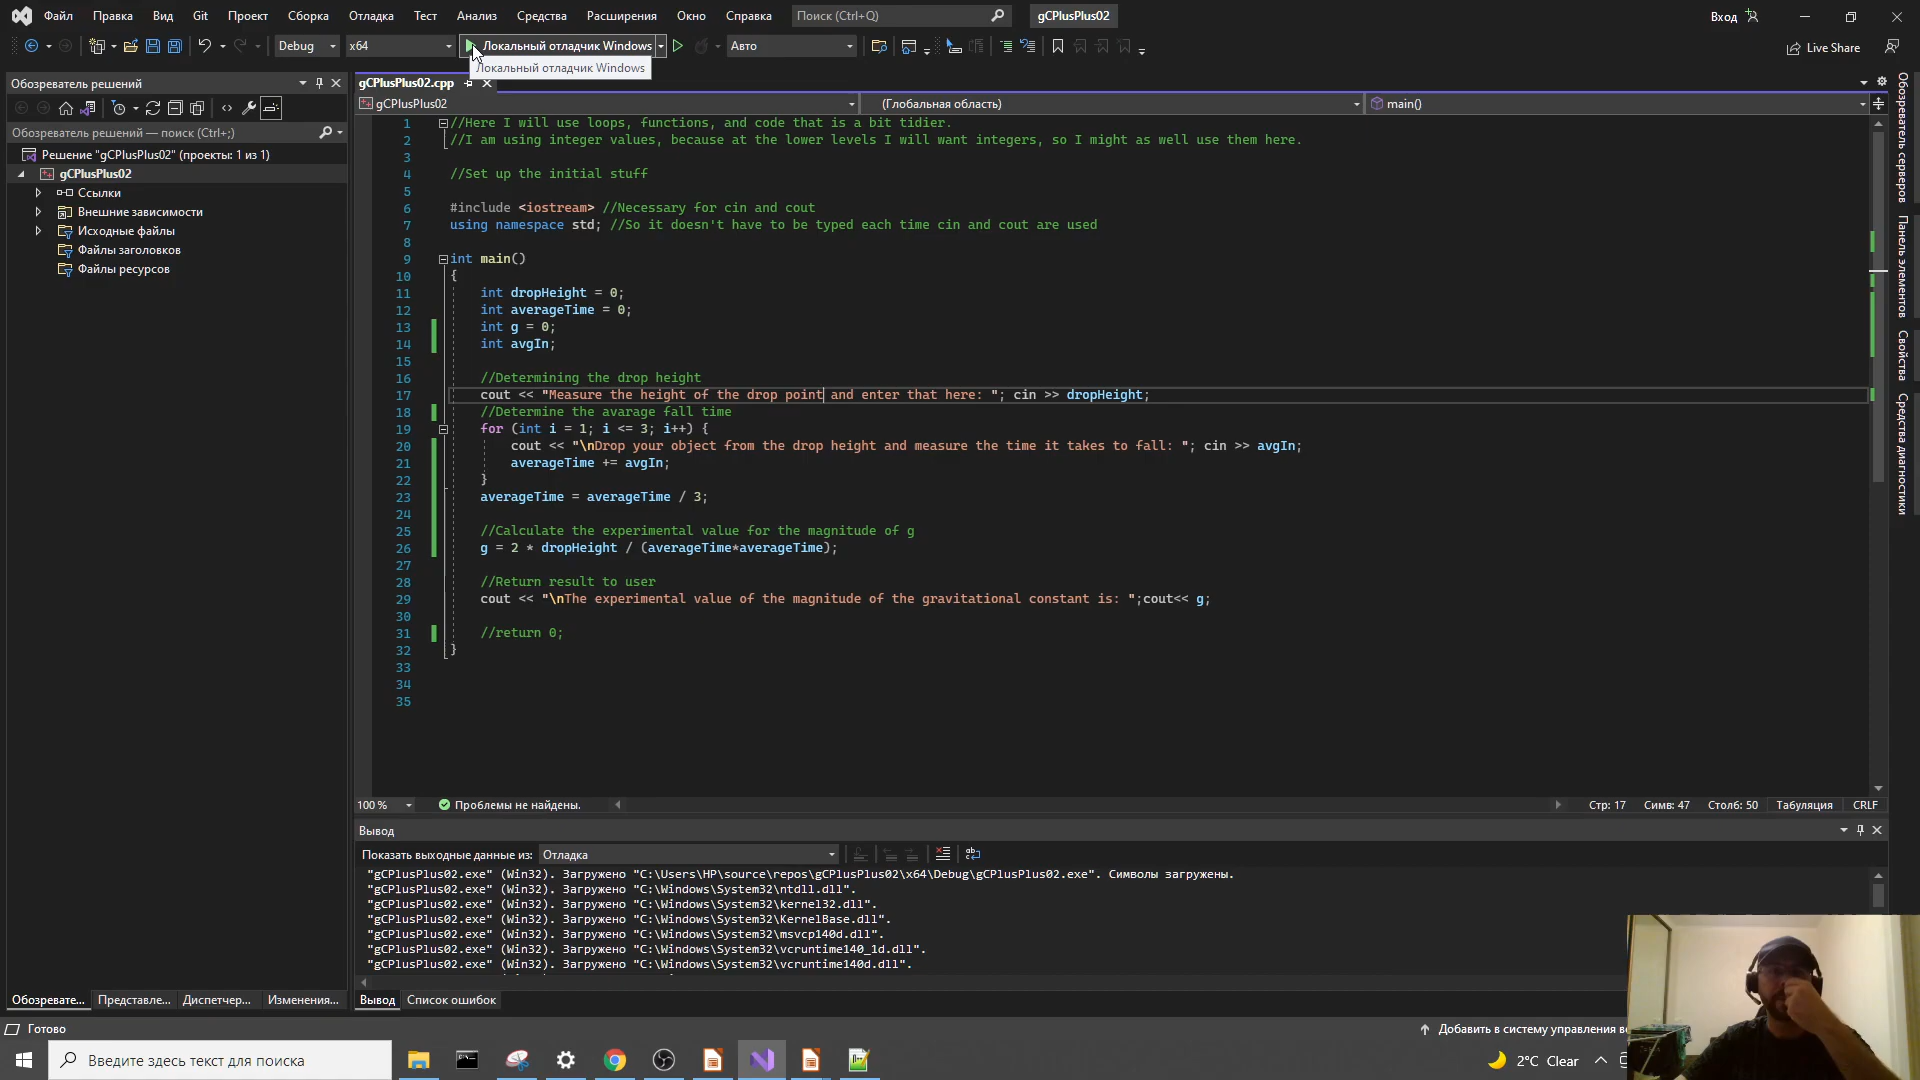 Файл Правка Вид Git Проект Сборка Отладка Тест Анализ Средства Расширения Окно Справка Поиск (Ctrl+Q) gCPlusPlus02 Вход
Debug x64 Локальный отладчик Windows Авто Live Share
Локальный отладчик Windows
Обозреватель решений
Обозреватель решений — поиск (Ctrl+;)
Решение "gCPlusPlus02" (проекты: 1 из 1)
gCPlusPlus02
Ссылки
Внешние зависимости
Исходные файлы
Файлы заголовков
Файлы ресурсов
gCPlusPlus02.cpp
gCPlusPlus02 (Глобальная область) main()
1 //Here I will use loops, functions, and code that is a bit tidier.
2 //I am using integer values, because at the lower levels I will want integers, so I might as well use them here.
3
4 //Set up the initial stuff
5
6 #include <iostream> //Necessary for cin and cout
7 using namespace std; //So it doesn't have to be typed each time cin and cout are used
8
9 int main()
10 {
11 int dropHeight = 0;
12 int averageTime = 0;
13 int g = 0;
14 int avgIn;
15
16 //Determining the drop height
17 cout << "Measure the height of the drop point and enter that here: "; cin >> dropHeight;
18 //Determine the avarage fall time
19 for (int i = 1; i <= 3; i++) {
20 cout << "\nDrop your object from the drop height and measure the time it takes to fall: "; cin >> avgIn;
21 averageTime += avgIn;
22 }
23 averageTime = averageTime / 3;
24
25 //Calculate the experimental value for the magnitude of g
26 g = 2 * dropHeight / (averageTime*averageTime);
27
28 //Return result to user
29 cout << "\nThe experimental value of the magnitude of the gravitational constant is: ";cout<< g;
30
31 //return 0;
32 }
33
34
35
100 % Проблемы не найдены. Стр: 17 Симв: 47 Столб: 50 Табуляция CRLF
Вывод
Показать выходные данные из: Отладка
"gCPlusPlus02.exe" (Win32). Загружено "C:\Users\HP\source\repos\gCPlusPlus02\x64\Debug\gCPlusPlus02.exe". Символы загружены.
"gCPlusPlus02.exe" (Win32). Загружено "C:\Windows\System32\ntdll.dll".
"gCPlusPlus02.exe" (Win32). Загружено "C:\Windows\System32\kernel32.dll".
"gCPlusPlus02.exe" (Win32). Загружено "C:\Windows\System32\KernelBase.dll".
"gCPlusPlus02.exe" (Win32). Загружено "C:\Windows\System32\msvcp140d.dll".
"gCPlusPlus02.exe" (Win32). Загружено "C:\Windows\System32\vcruntime140_1d.dll".
"gCPlusPlus02.exe" (Win32). Загружено "C:\Windows\System32\vcruntime140d.dll".
Обозревате... Представле... Диспетчер... Изменения... Вывод Список ошибок
Готово Добавить в систему управления ве
Введите здесь текст для поиска 2°C Clear
Обозреватель серверов
Панель элементов
Свойства
Средства диагностики